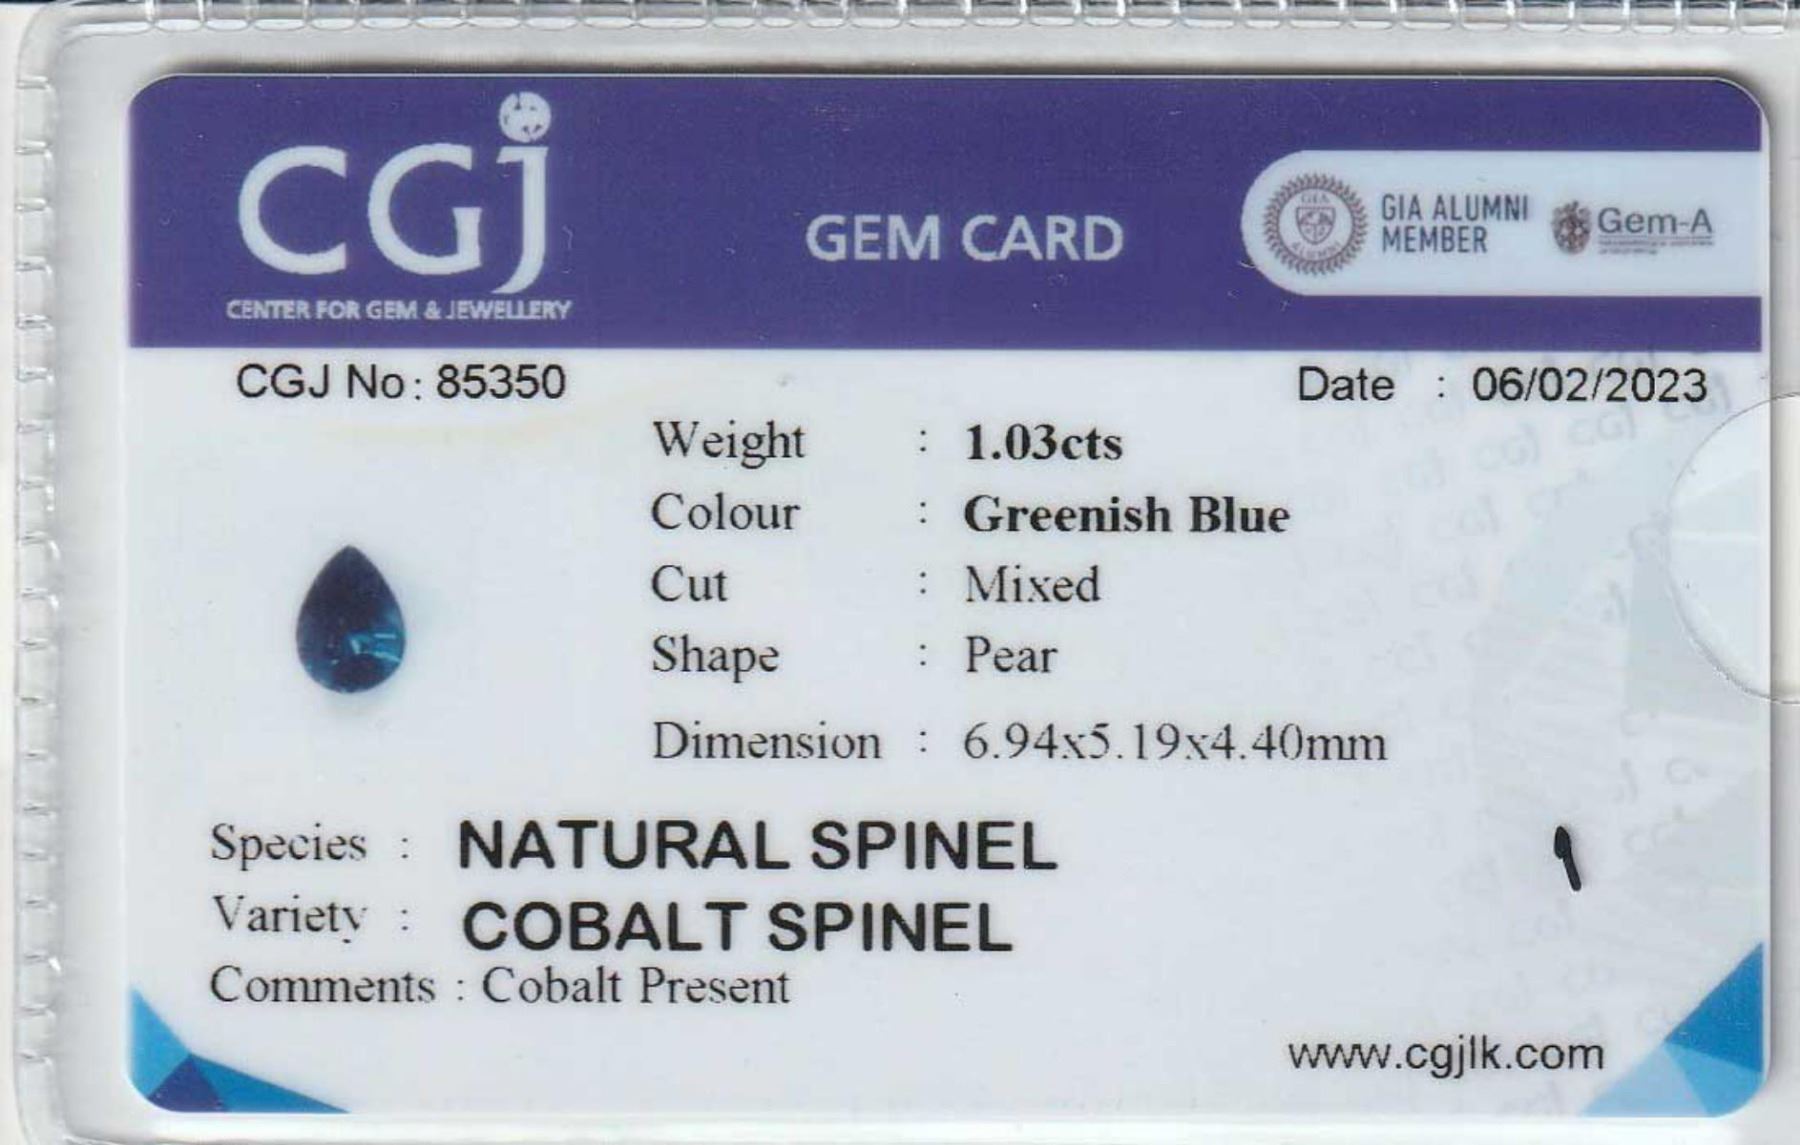 CGJ
CENTER FOR GEM & JEWELLERY
GEM CARD
GIA ALUMNI
MEMBER
Gem-A
CGJ No : 85350
Date : 06/02/2023
Weight : 1.03cts
Colour : Greenish Blue
Cut : Mixed
Shape : Pear
Dimension : 6.94x5.19x4.40mm
Species : NATURAL SPINEL
Variety : COBALT SPINEL
Comments : Cobalt Present
www.cgjlk.com